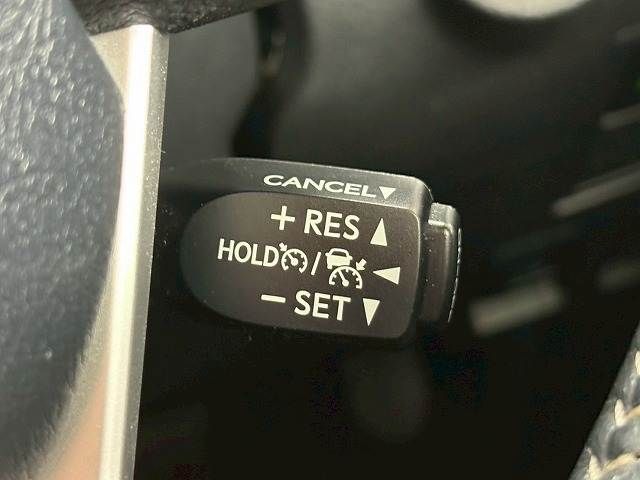 CANCEL▼
+ RES ▲
HOLD / ◀
− SET ▼